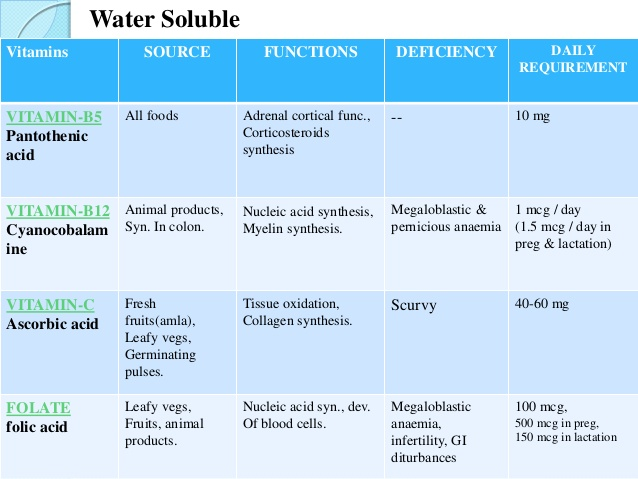 Water Soluble
Vitamins SOURCE FUNCTIONS DEFICIENCY DAILY
REQUIREMENT
VITAMIN-B5
Pantothenic
acid
All foods
Adrenal cortical func.,
Corticosteroids
synthesis
--
10 mg
VITAMIN-B12
Cyanocobalam
ine
Animal products,
Syn. In colon.
Nucleic acid synthesis,
Myelin synthesis.
Megaloblastic &
pernicious anaemia
1 mcg / day
(1.5 mcg / day in
preg & lactation)
VITAMIN-C
Ascorbic acid
Fresh
fruits(amla),
Leafy vegs,
Germinating
pulses.
Tissue oxidation,
Collagen synthesis.
Scurvy
40-60 mg
FOLATE
folic acid
Leafy vegs,
Fruits, animal
products.
Nucleic acid syn., dev.
Of blood cells.
Megaloblastic
anaemia,
infertility, GI
diturbances
100 mcg,
500 mcg in preg,
150 mcg in lactation